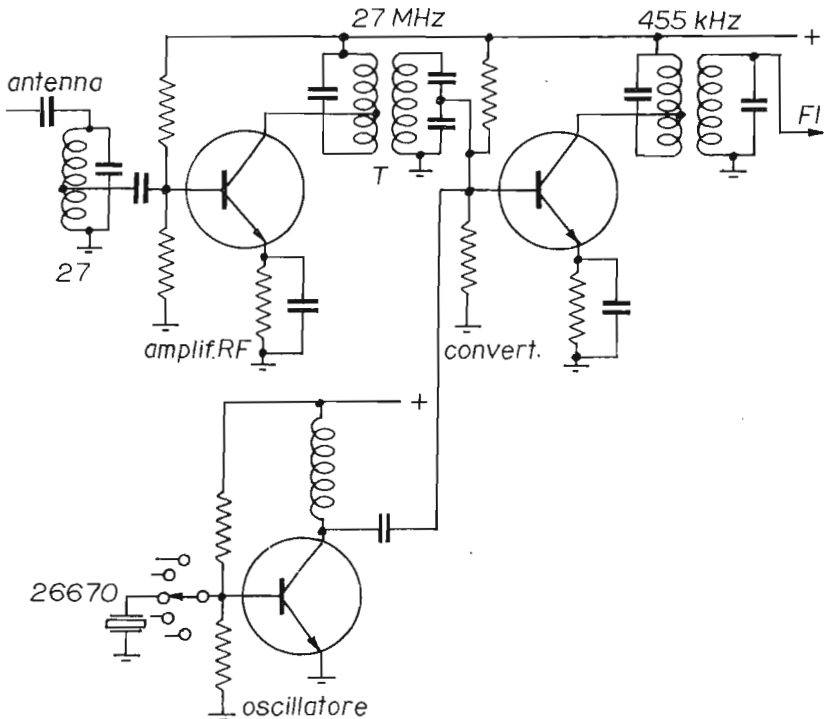 27 MHz
455 kHz
+
antenna
FI
T
27
amplif.RF
convert.
+
26670
oscillatore